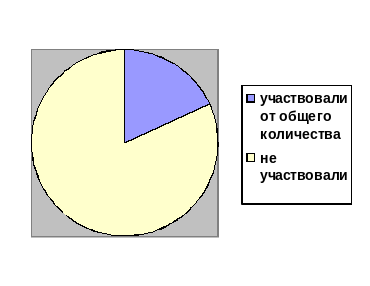 участвовали
от общего
количества
не
участвовали